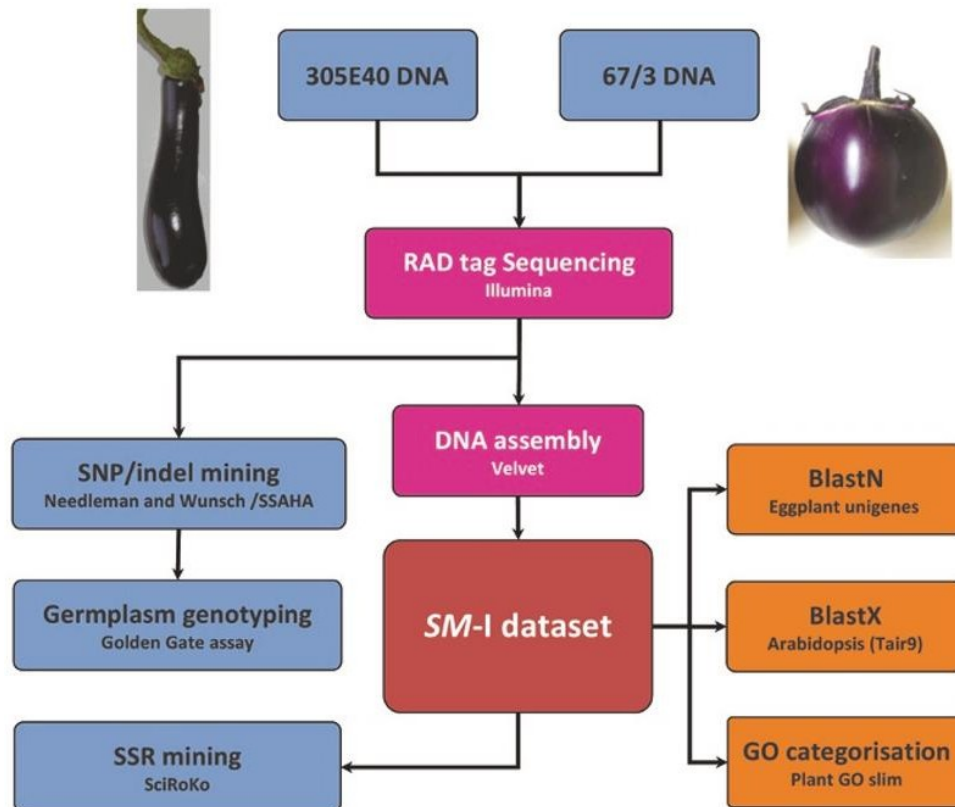 305E40 DNA
67/3 DNA
RAD tag Sequencing
Illumina
DNA assembly
Velvet
SNP/indel mining
Needleman and Wunsch /SSAHA
Germplasm genotyping
Golden Gate assay
SM-I dataset
SSR mining
SciRoKo
BlastN
Eggplant unigenes
BlastX
Arabidopsis (Tair9)
GO categorisation
Plant GO slim